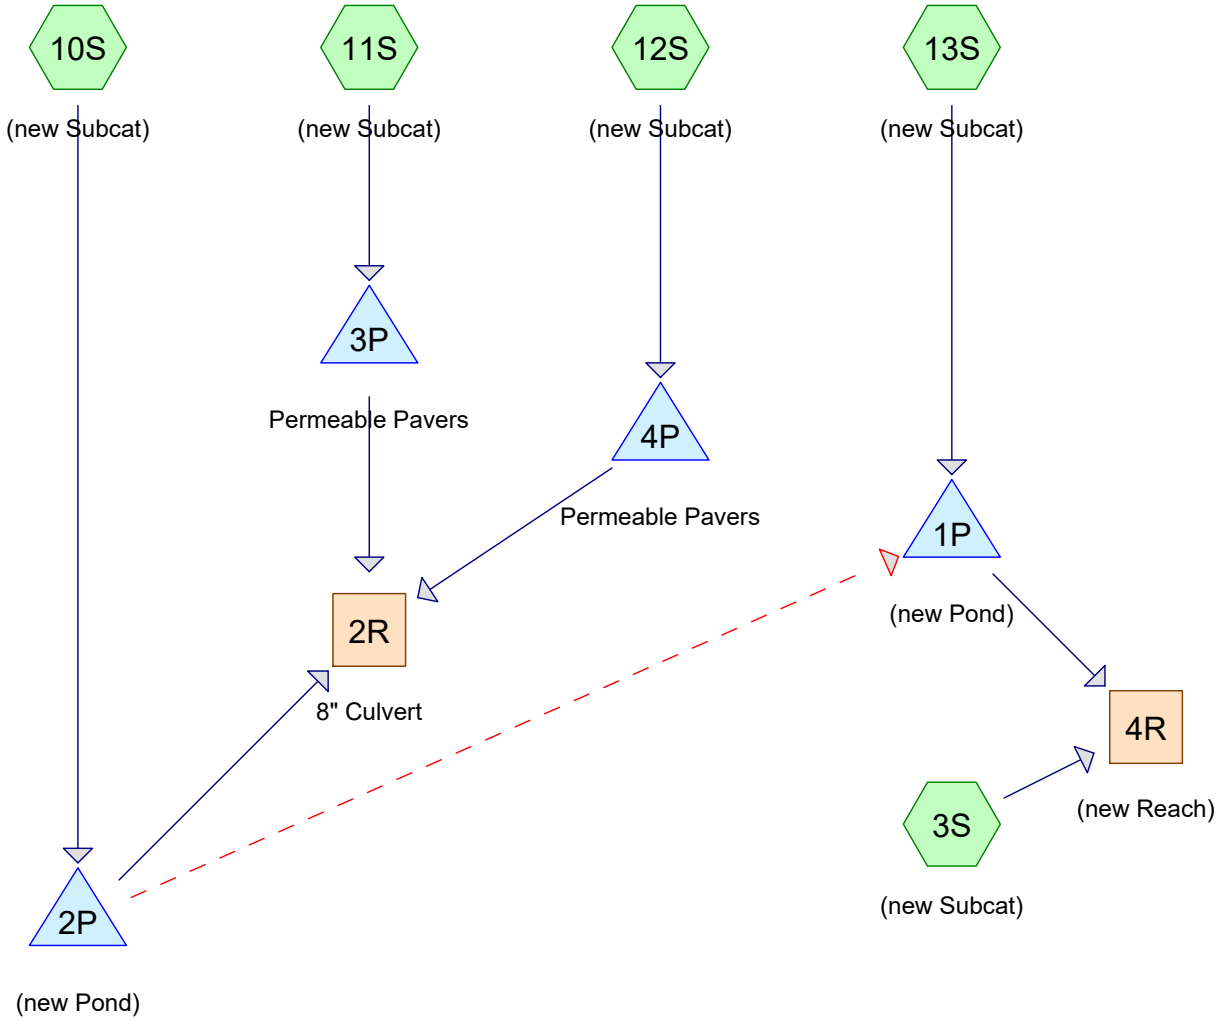 10S
11S
12S
13S
(new Subcat)
(new Subcat)
(new Subcat)
(new Subcat)
3P
Permeable Pavers
4P
Permeable Pavers
1P
(new Pond)
2R
8" Culvert
4R
(new Reach)
3S
(new Subcat)
2P
(new Pond)